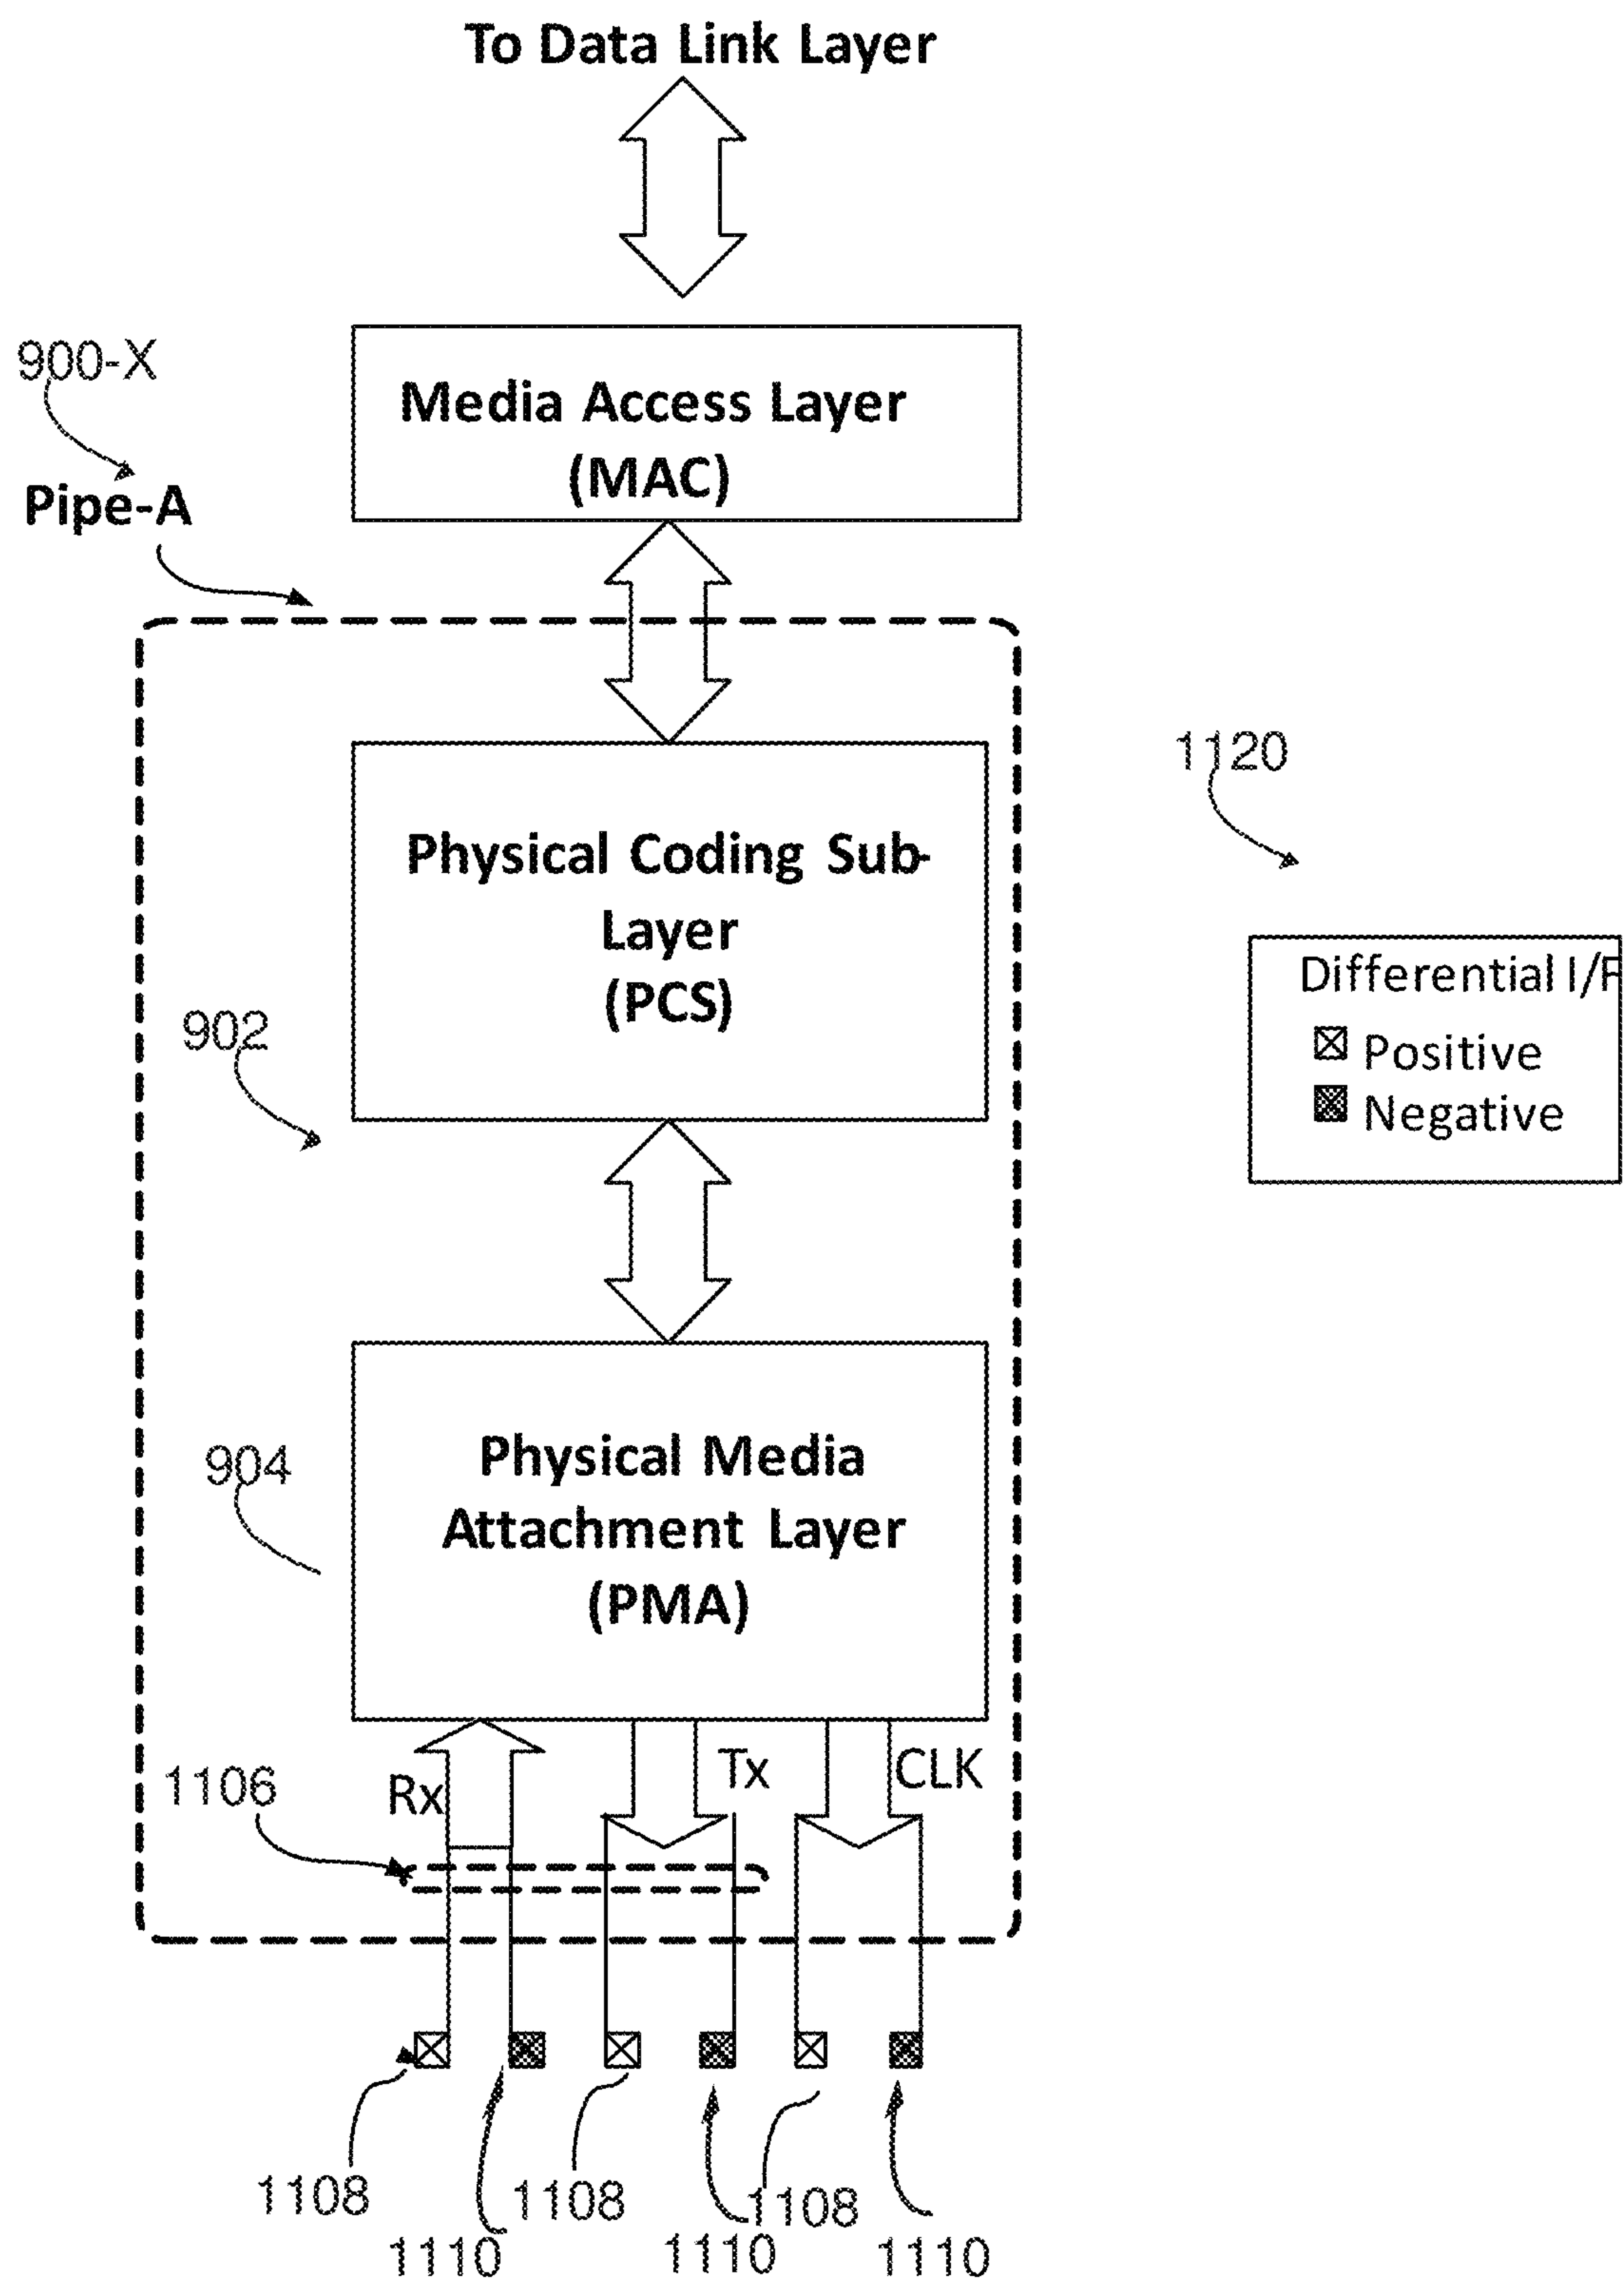 To Data Link Layer
900-X
Media Access Layer
(MAC)
Pipe-A
1120
Physical Coding Sub-
Layer
(PCS)
Differential I/F
Positive
Negative
902
904
Physical Media
Attachment Layer
(PMA)
1106
Rx
Tx
CLK
1108
1110
1108
1110
1108
1110